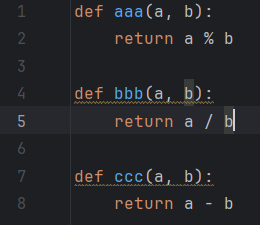 1 def aaa(a, b):
2     return a % b
3
4 def bbb(a, b):
5     return a / b
6
7 def ccc(a, b):
8     return a - b